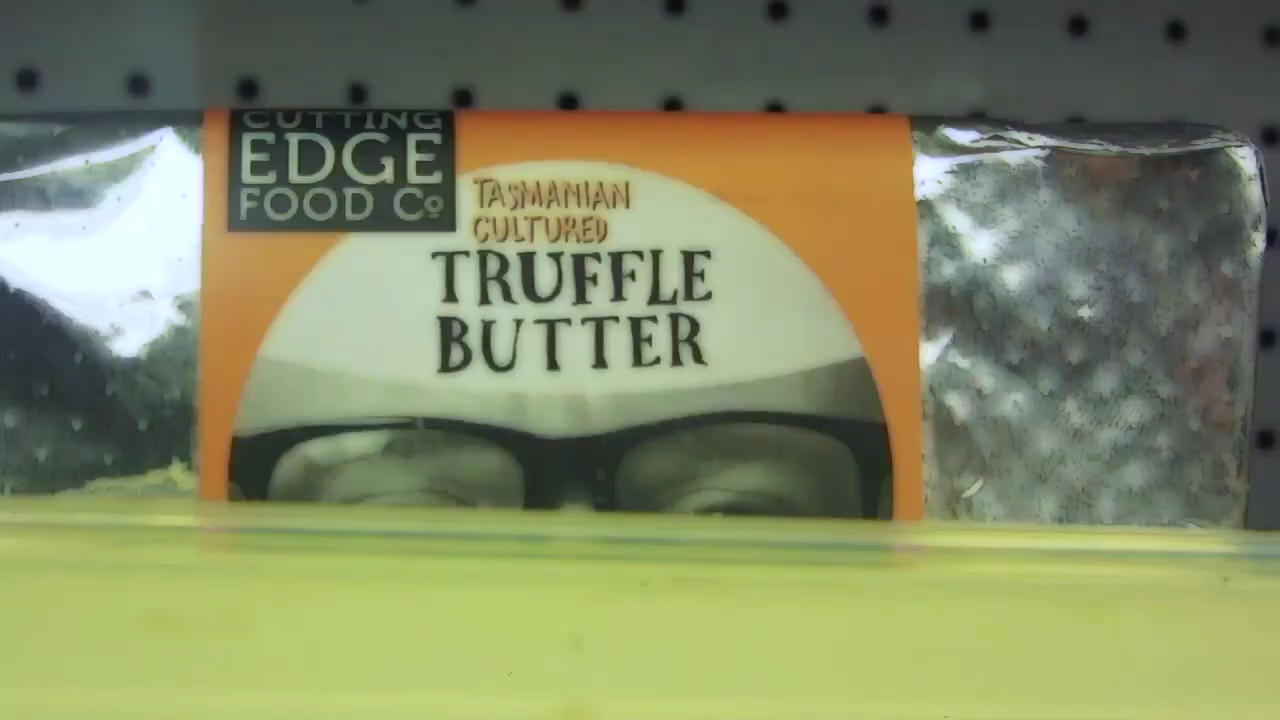 CUTTING
EDGE
FOOD Co
TASMANIAN
CULTURED
TRUFFLE
BUTTER